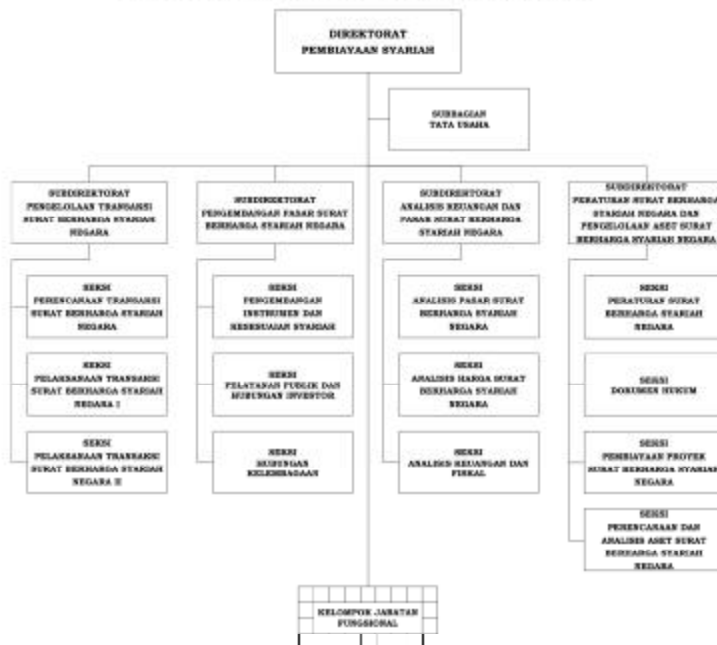 DIREKTORAT
PEMBIAYAAN SYARIAH
SUBBAGIAN
TATA USAHA
SUBDIREKTORAT
PENGELOLAAN TRANSAKSI
SURAT BERHARGA SYARIAH
NEGARA
SUBDIREKTORAT
PENGEMBANGAN PASAR SURAT
BERHARGA SYARIAH NEGARA
SUBDIREKTORAT
ANALISIS KEUANGAN DAN
PASAR SURAT BERHARGA
SYARIAH NEGARA
SUBDIREKTORAT
PERATURAN SURAT BERHARGA
SYARIAH NEGARA DAN
PENGELOLAAN ASET SURAT
BERHARGA SYARIAH NEGARA
SEKSI
PERENCANAAN TRANSAKSI
SURAT BERHARGA SYARIAH
NEGARA
SEKSI
PENGEMBANGAN
INSTRUMEN DAN
KESESUAIAN SYARIAH
SEKSI
ANALISIS PASAR SURAT
BERHARGA SYARIAH
NEGARA
SEKSI
PERATURAN SURAT
BERHARGA SYARIAH
NEGARA
SEKSI
PELAKSANAAN TRANSAKSI
SURAT BERHARGA SYARIAH
NEGARA I
SEKSI
PELAYANAN PUBLIK DAN
HUBUNGAN INVESTOR
SEKSI
ANALISIS HARGA SURAT
BERHARGA SYARIAH
NEGARA
SEKSI
DOKUMEN HUKUM
SEKSI
PELAKSANAAN TRANSAKSI
SURAT BERHARGA SYARIAH
NEGARA II
SEKSI
HUBUNGAN
KELEMBAGAAN
SEKSI
ANALISIS KEUANGAN DAN
FISKAL
SEKSI
PEMBIAYAAN PROYEK
SURAT BERHARGA SYARIAH
NEGARA
SEKSI
PERENCANAAN DAN
ANALISIS ASET SURAT
BERHARGA SYARIAH
NEGARA
KELOMPOK JABATAN
FUNGSIONAL